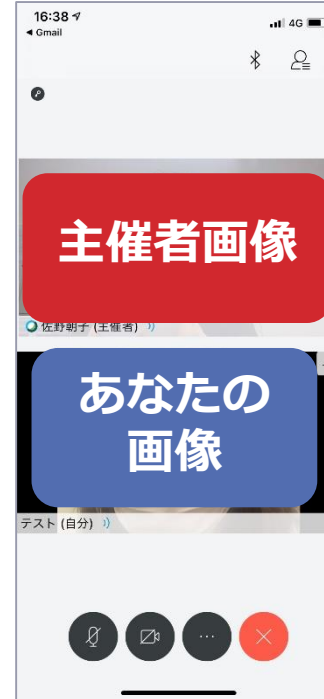 16:38
4G
◀ Gmail
主催者画像
佐野朝子 (主催者)
あなたの
画像
テスト (自分)